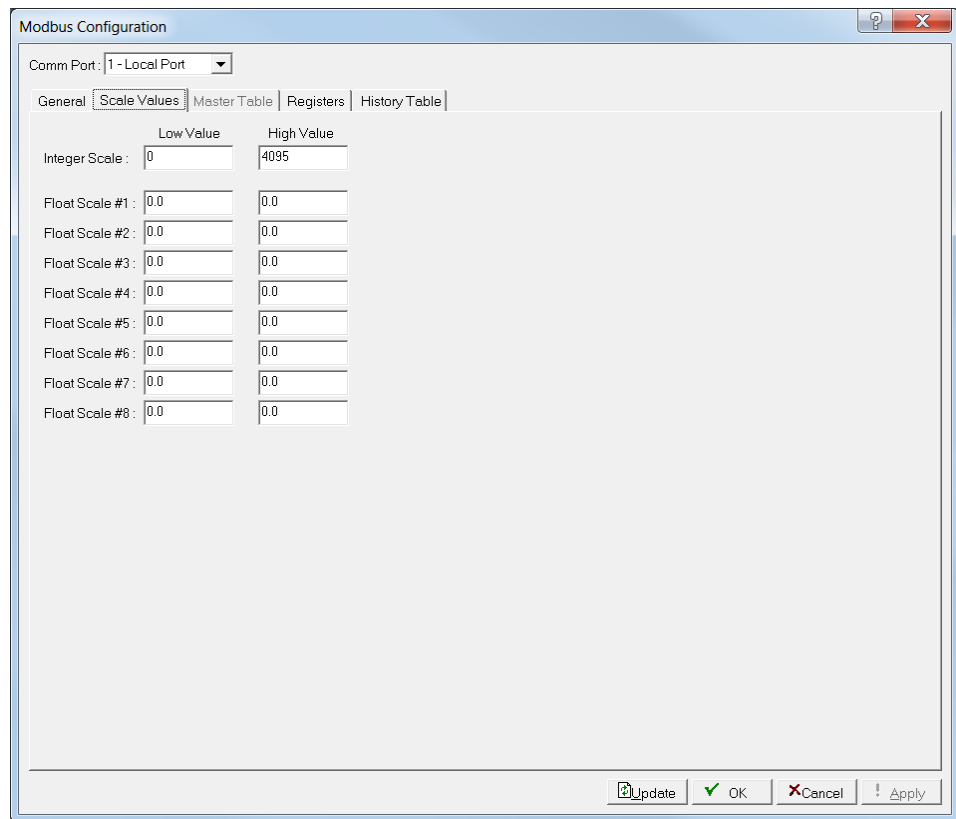 Modbus Configuration
Comm Port : 1 - Local Port
General Scale Values Master Table Registers History Table
Low Value High Value
Integer Scale : 0 4095
Float Scale #1 : 0.0 0.0
Float Scale #2 : 0.0 0.0
Float Scale #3 : 0.0 0.0
Float Scale #4 : 0.0 0.0
Float Scale #5 : 0.0 0.0
Float Scale #6 : 0.0 0.0
Float Scale #7 : 0.0 0.0
Float Scale #8 : 0.0 0.0
Update OK Cancel ! Apply